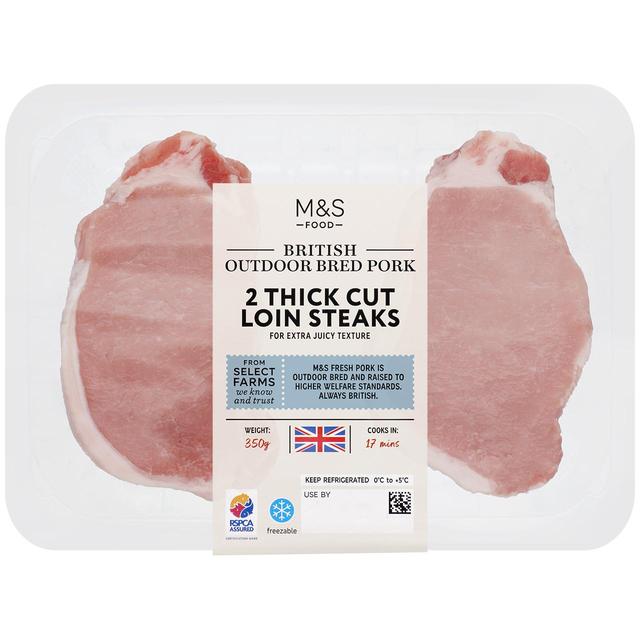 M&S
FOOD
BRITISH
OUTDOOR BRED PORK
2 THICK CUT
LOIN STEAKS
FOR EXTRA JUICY TEXTURE
FROM
SELECT
FARMS
we know
and trust
M&S FRESH PORK IS
OUTDOOR BRED AND RAISED TO
HIGHER WELFARE STANDARDS.
ALWAYS BRITISH.
WEIGHT:
350g
COOKS IN:
17 mins
KEEP REFRIGERATED 0°C to +5°C
USE BY
RSPCA
ASSURED
CERTIFICATION MARK
freezable